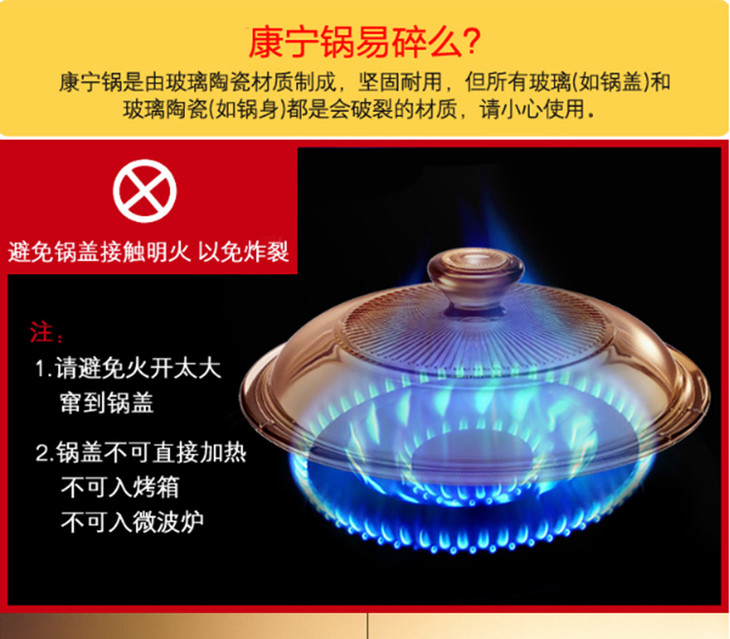 康宁锅易碎么?
康宁锅是由玻璃陶瓷材质制成，坚固耐用，但所有玻璃(如锅盖)和
玻璃陶瓷(如锅身)都是会破裂的材质，请小心使用。
避免锅盖接触明火 以免炸裂
注：
1.请避免火开太大
窜到锅盖
2.锅盖不可直接加热
不可入烤箱
不可入微波炉